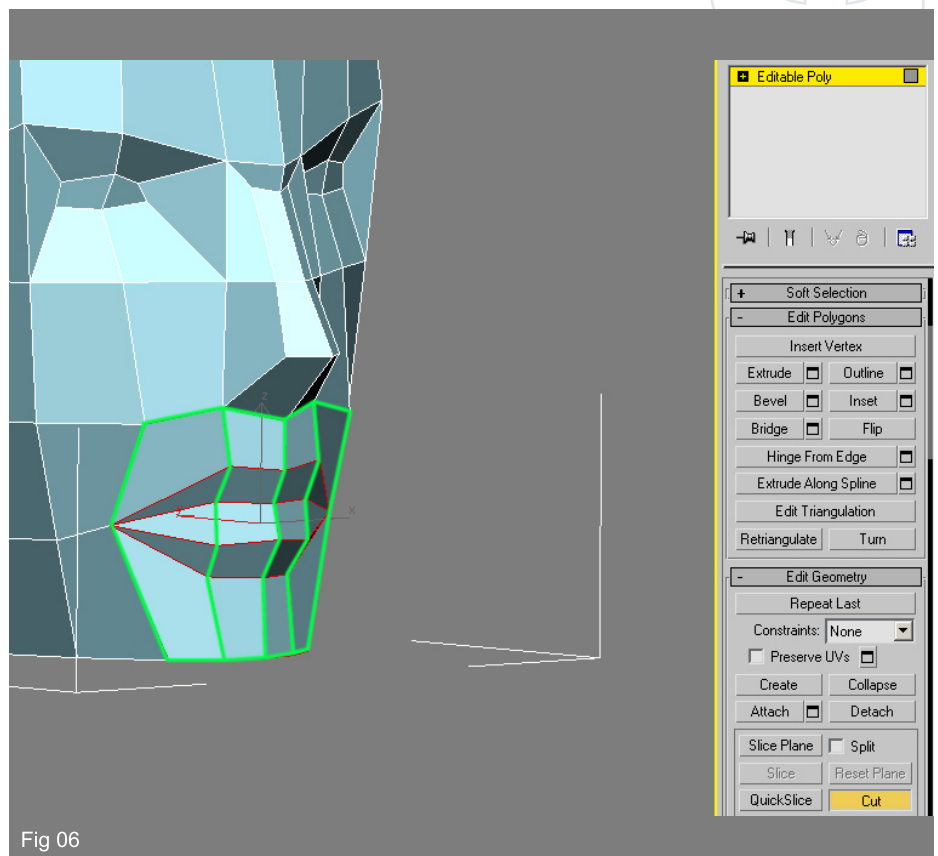 Editable Poly
+ Soft Selection
- Edit Polygons
Insert Vertex
Extrude Outline
Bevel Inset
Bridge Flip
Hinge From Edge
Extrude Along Spline
Edit Triangulation
Retriangulate Turn
- Edit Geometry
Repeat Last
Constraints: None
Preserve UVs
Create Collapse
Attach Detach
Slice Plane Split
Slice Reset Plane
QuickSlice Cut
z
x
Fig 06